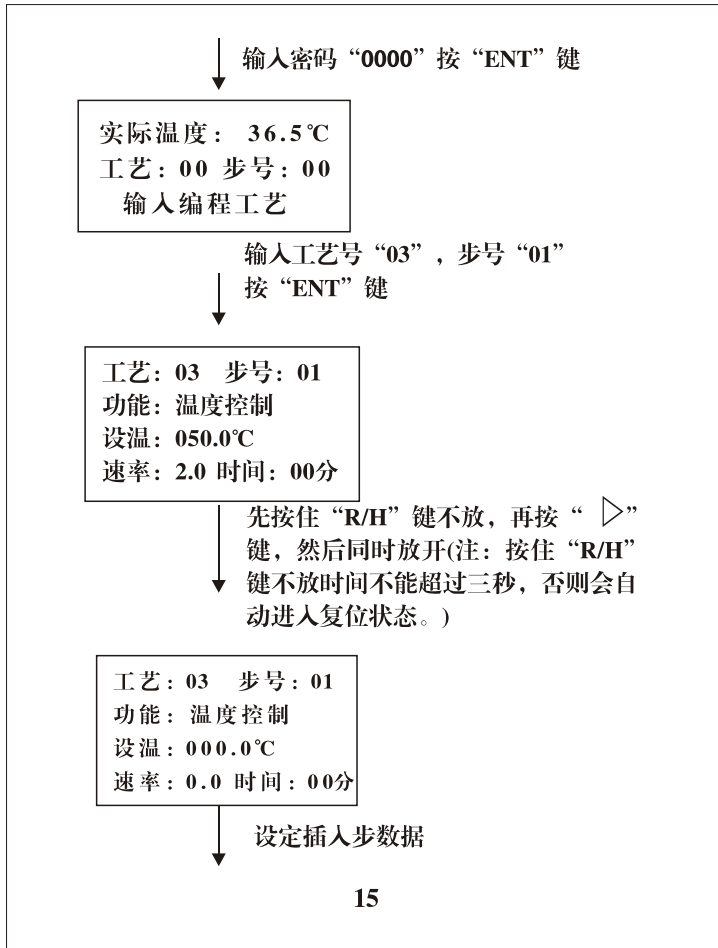 输入密码“0000”按“ENT”键
实际温度： 36.5℃
工艺：00 步号：00
输入编程工艺
输入工艺号“03”，步号“01”
按“ENT”键
工艺：03 步号：01
功能：温度控制
设温：050.0℃
速率：2.0 时间：00分
先按住“R/H”键不放，再按“ ▷”
键，然后同时放开(注：按住“R/H”
键不放时间不能超过三秒，否则会自
动进入复位状态。)
工艺：03 步号：01
功能：温度控制
设温：000.0℃
速率：0.0 时间：00分
设定插入步数据
15